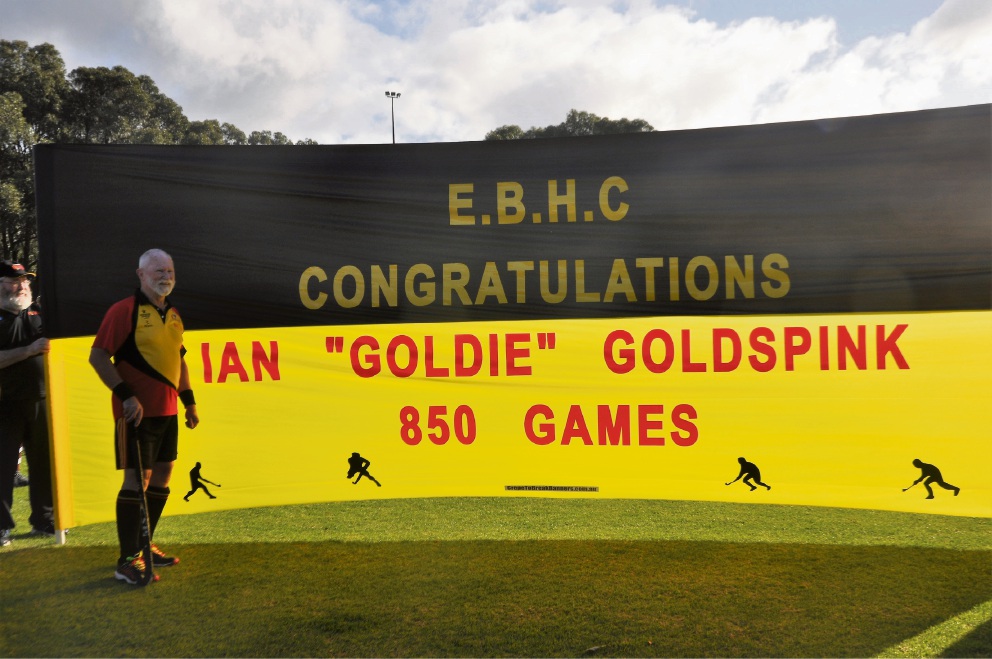 E.B.H.C
CONGRATULATIONS
IAN "GOLDIE" GOLDSPINK
850 GAMES